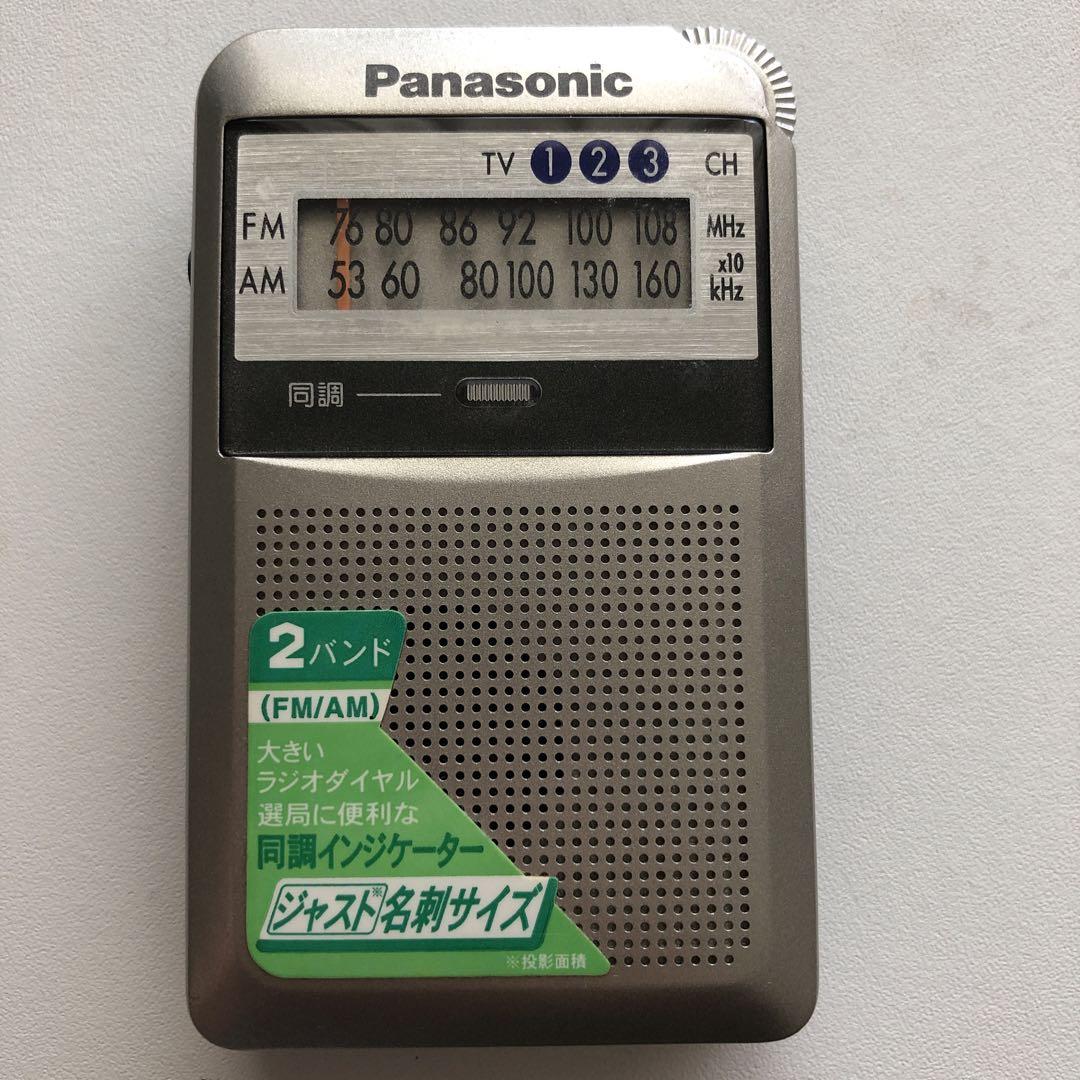 Panasonic
TV 1 2 3 CH
FM 76 80 86 92 100 108 MHz
AM 53 60 80 100 130 160 x10 kHz
同調
2バンド
(FM/AM)
大きい
ラジオダイヤル
選局に便利な
同調インジケーター
ジャスト※名刺サイズ
※投影面積